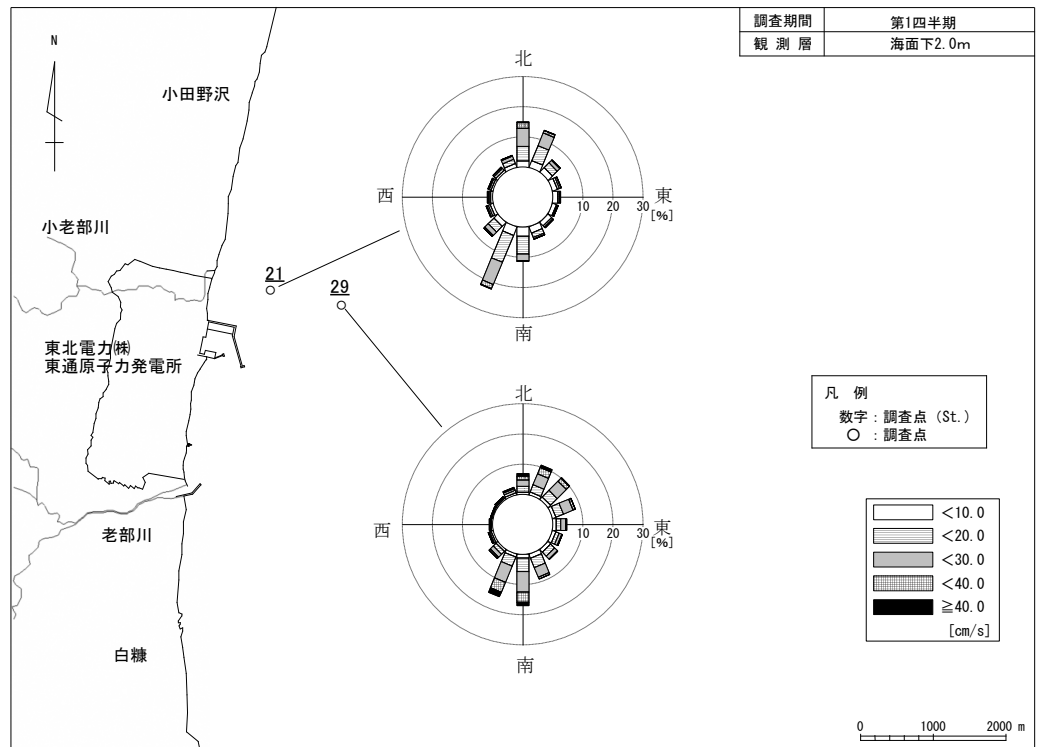 調査期間 第1四半期
観 測 層 海面下2.0m
N
小田野沢
小老部川
東北電力㈱
東通原子力発電所
老部川
白糠
21
29
北
西
東
10 20 30
[%]
南
北
西
東
10 20 30
[%]
南
凡 例
数字：調査点 (St.)
○ ：調査点
<10.0
<20.0
<30.0
<40.0
≧40.0
[cm/s]
0 1000 2000 m